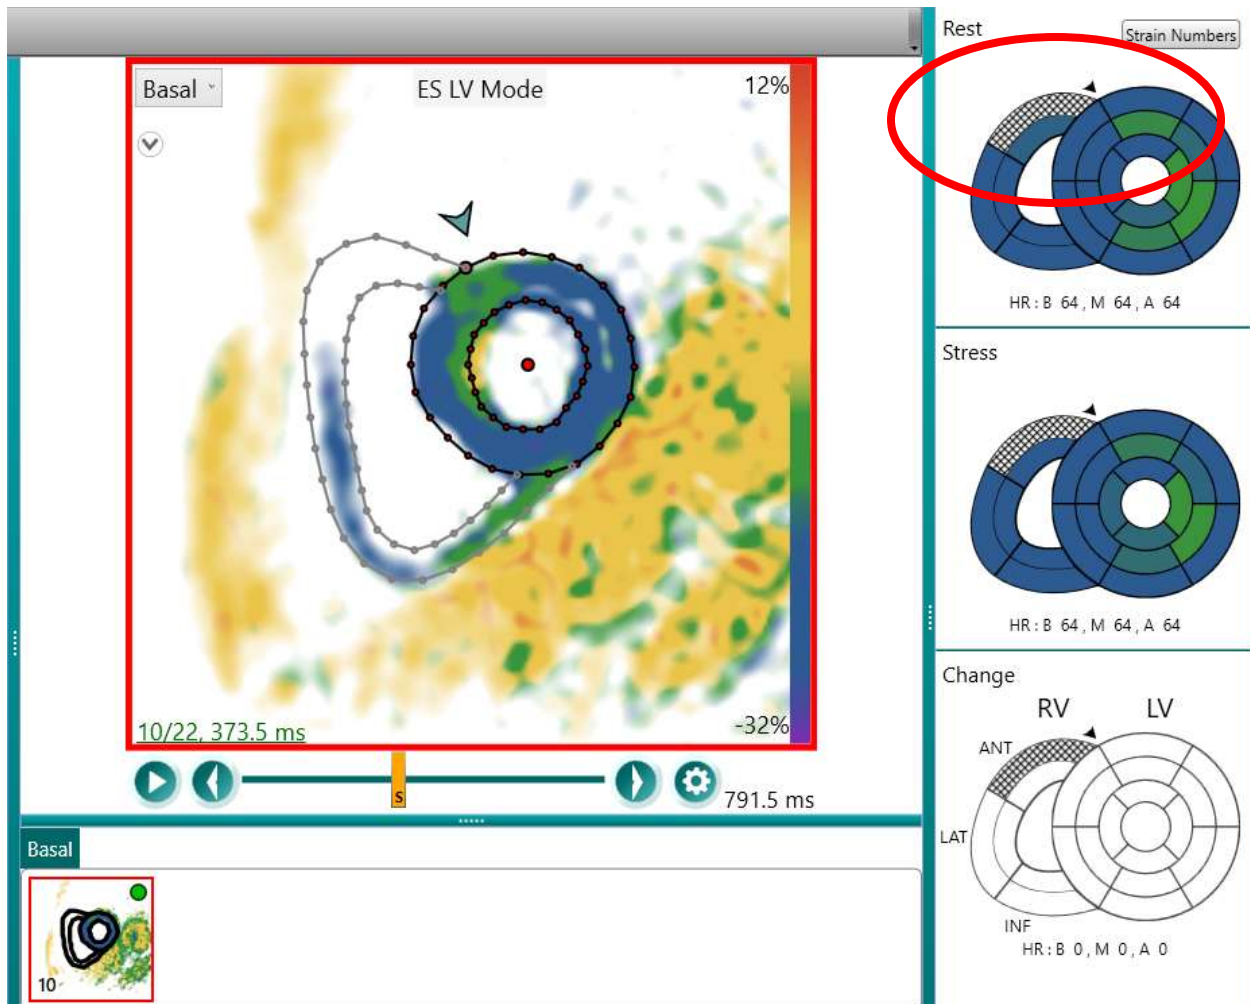 Rest
Strain Numbers
Basal
ES LV Mode
12%
HR : B 64 , M 64 , A 64
Stress
HR : B 64 , M 64 , A 64
10/22, 373.5 ms
-32%
S
791.5 ms
Change
RV LV
ANT
LAT
INF
HR : B 0 , M 0 , A 0
Basal
10